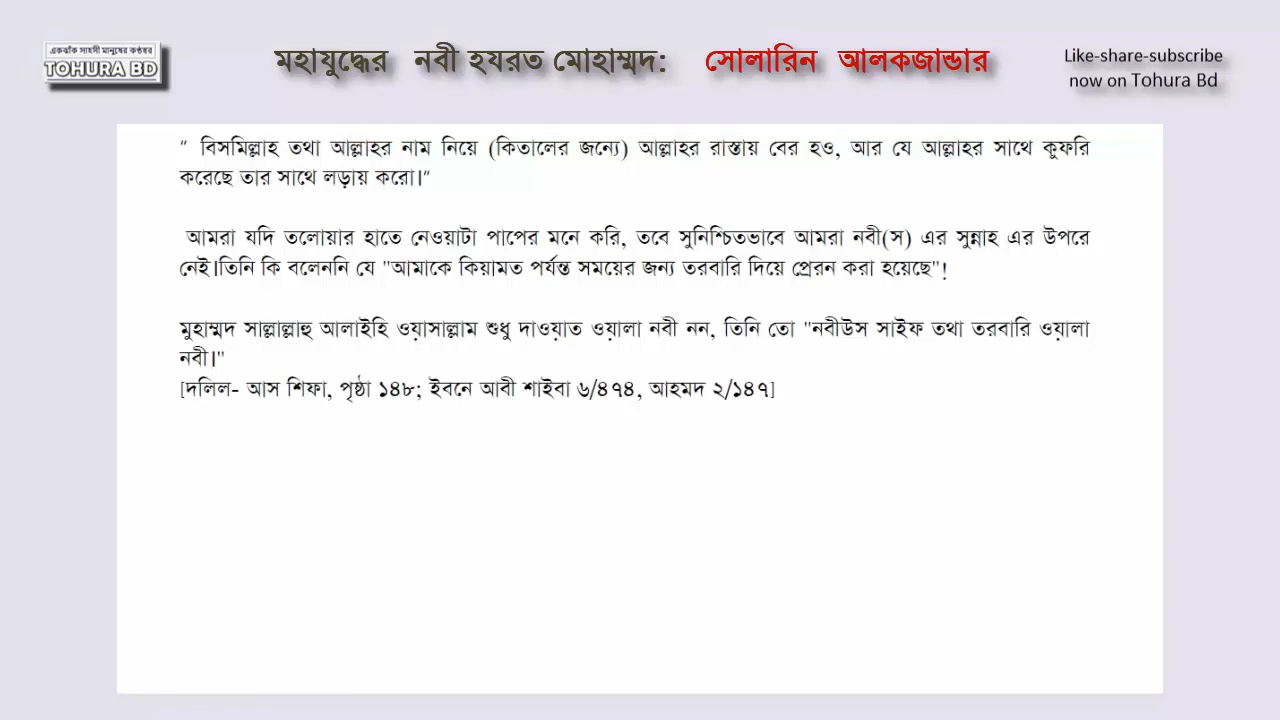 একঝাঁক সাহসী মানুষের কণ্ঠস্বর
TOHURA BD
মহাযুদ্ধের নবী হযরত মোহাম্মদ: সোলারিন আলকজান্ডার
Like-share-subscribe
now on Tohura Bd
" বিসমিল্লাহ তথা আল্লাহর নাম নিয়ে (কিতালের জন্যে) আল্লাহর রাস্তায় বের হও, আর যে আল্লাহর সাথে কুফরি
করেছে তার সাথে লড়ায় করো।"
আমরা যদি তলোয়ার হাতে নেওয়াটা পাপের মনে করি, তবে সুনিশ্চিতভাবে আমরা নবী(স) এর সুন্নাহ এর উপরে
নেই।তিনি কি বলেননি যে "আমাকে কিয়ামত পর্যন্ত সময়ের জন্য তরবারি দিয়ে প্রেরন করা হয়েছে"!
মুহাম্মদ সাল্লাল্লাহু আলাইহি ওয়াসাল্লাম শুধু দাওয়াত ওয়ালা নবী নন, তিনি তো "নবীউস সাইফ তথা তরবারি ওয়ালা
নবী।"
[দলিল- আস শিফা, পৃষ্ঠা ১৪৮; ইবনে আবী শাইবা ৬/৪৭৪, আহমদ ২/১৪৭]